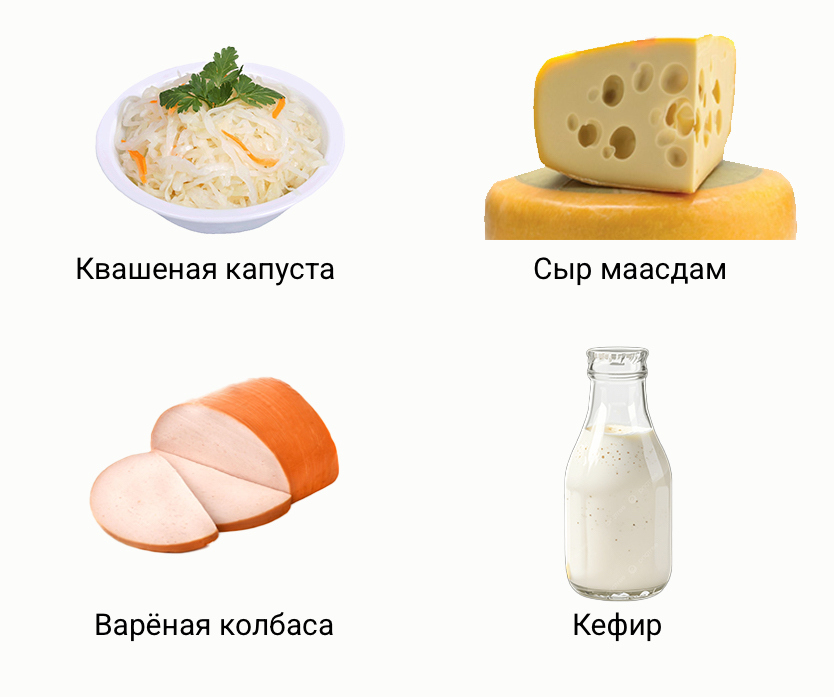 Квашеная капуста
Сыр маасдам
Варёная колбаса
Кефир